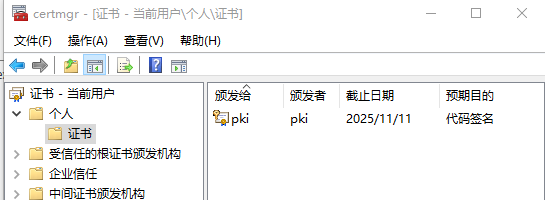 certmgr - [证书 - 当前用户\个人\证书]
文件(F) 操作(A) 查看(V) 帮助(H)
证书 - 当前用户
个人
证书
受信任的根证书颁发机构
企业信任
中间证书颁发机构
颁发给 颁发者 截止日期 预期目的
pki pki 2025/11/11 代码签名